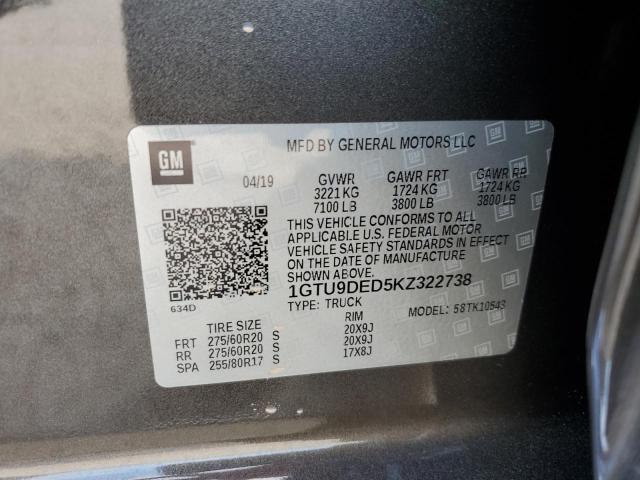 GM
MFD BY GENERAL MOTORS LLC
04/19
GVWR GAWR FRT GAWR RR
3221 KG 1724 KG 1724 KG
7100 LB 3800 LB 3800 LB
THIS VEHICLE CONFORMS TO ALL
APPLICABLE U.S. FEDERAL MOTOR
VEHICLE SAFETY STANDARDS IN EFFECT
ON THE DATE OF MANUFACTURE
SHOWN ABOVE.
1GTU9DED5KZ322738
TYPE: TRUCK MODEL: 58TK10543
634D
TIRE SIZE RIM
FRT 275/60R20 S 20X9J
RR 275/60R20 S 20X9J
SPA 255/80R17 S 17X8J